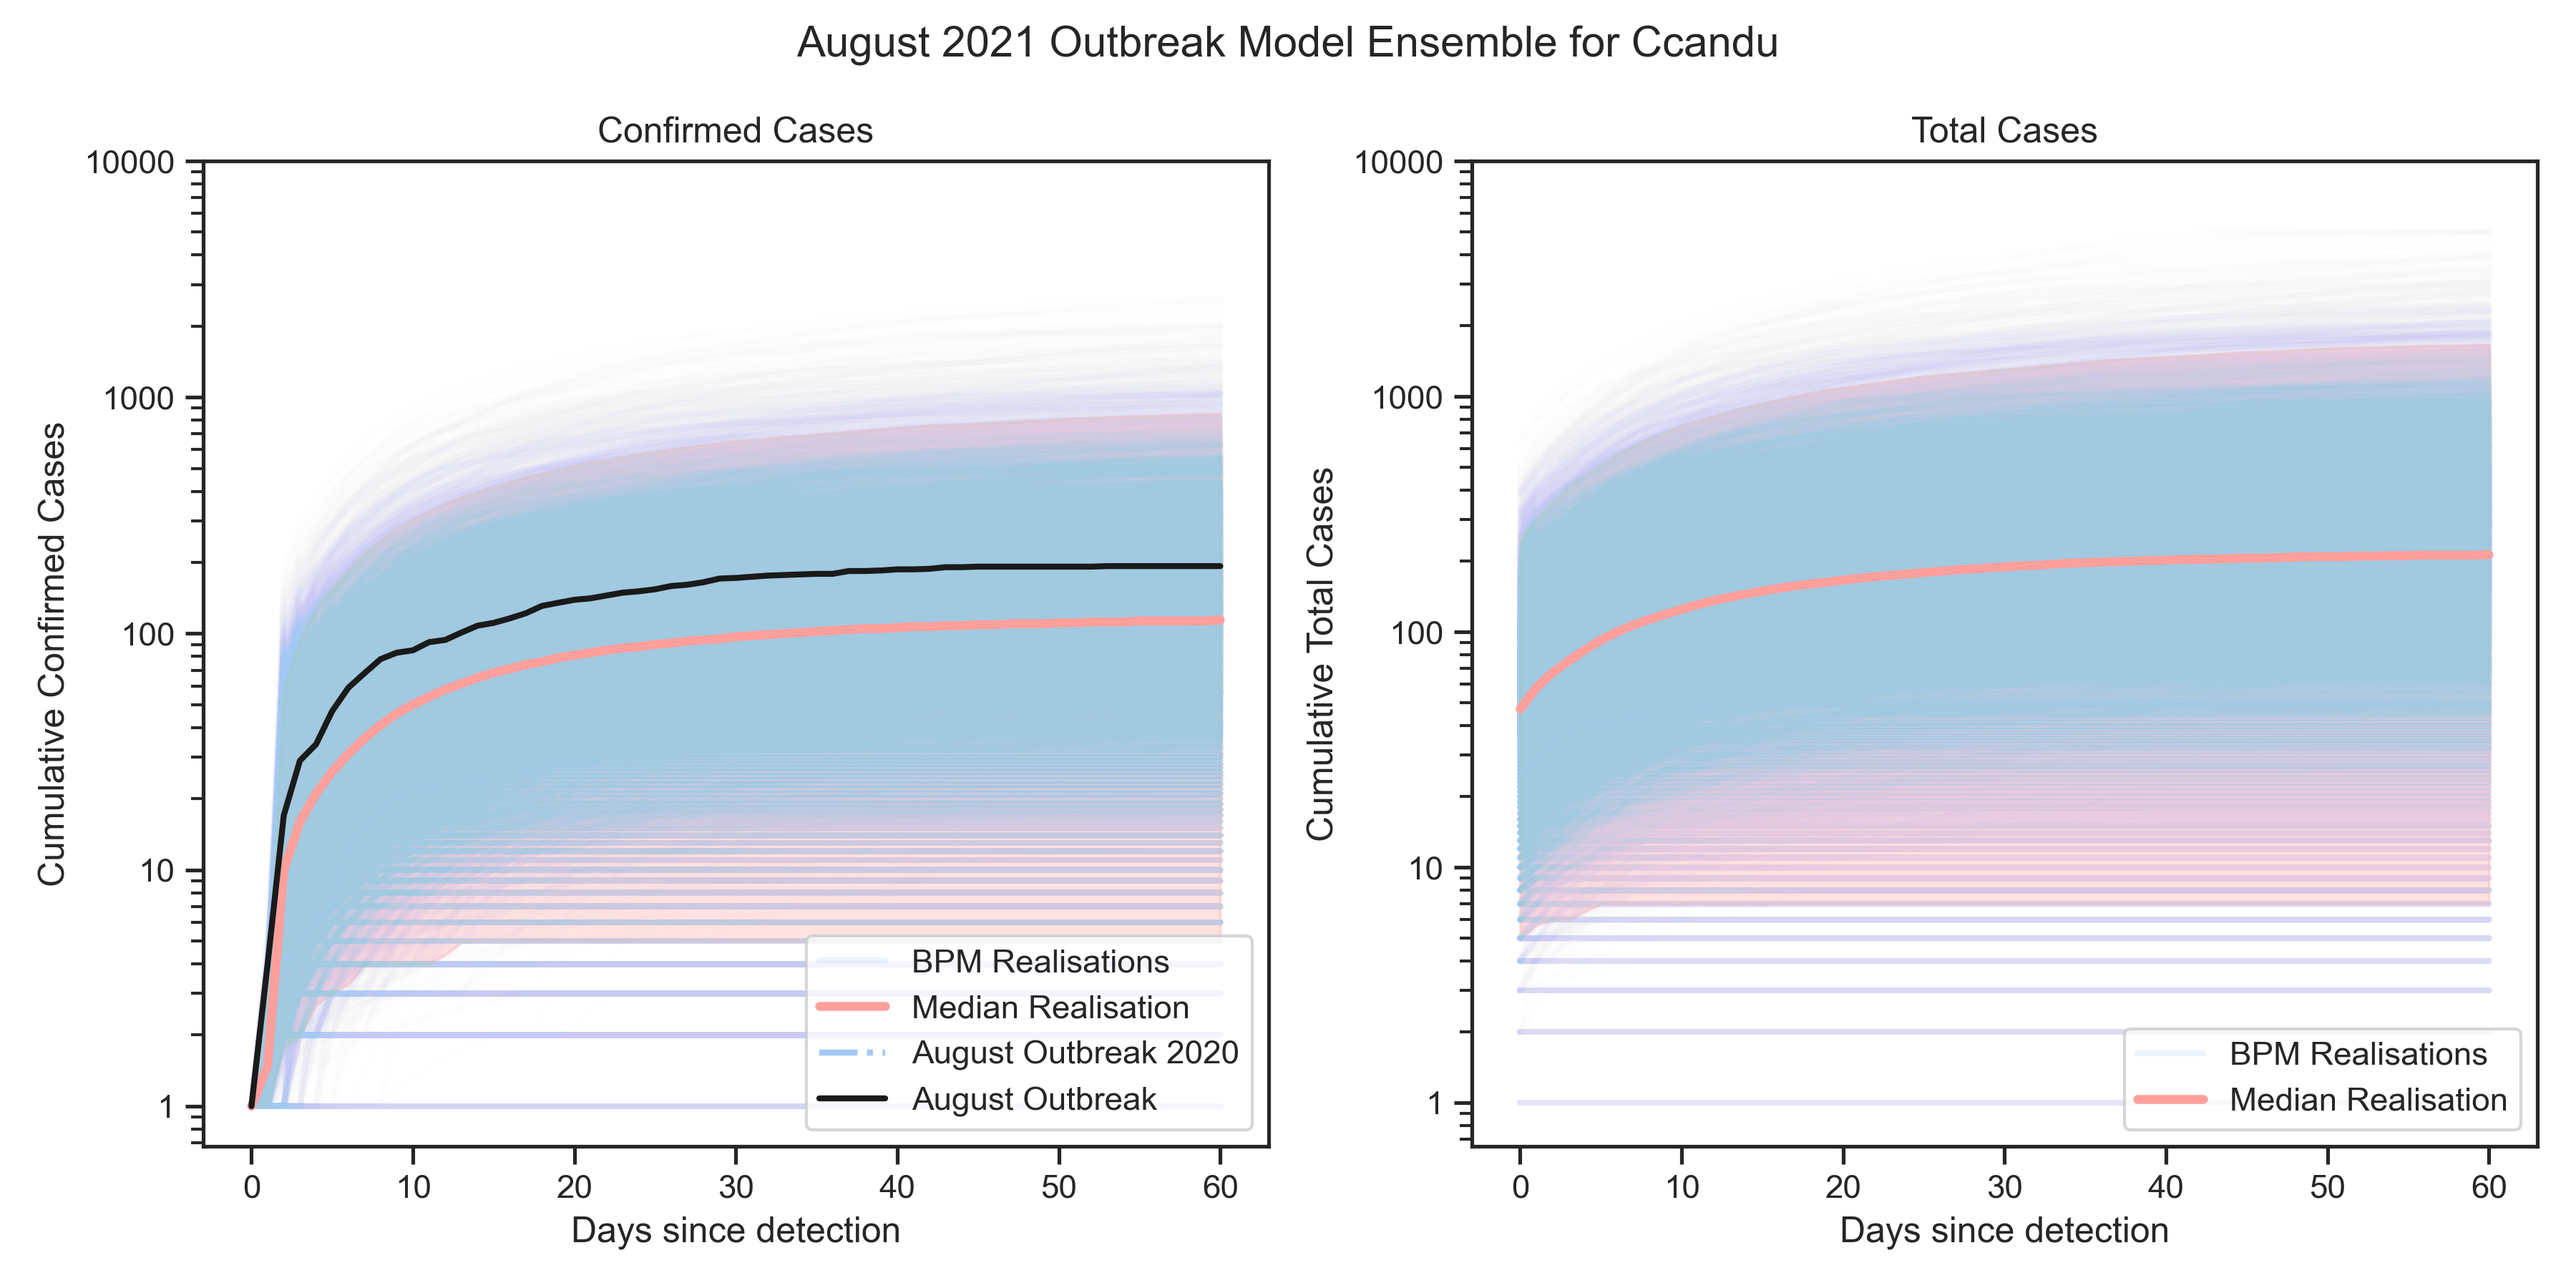 August 2021 Outbreak Model Ensemble for Ccandu
Confirmed Cases
10000
1000
100
10
1
Cumulative Confirmed Cases
0 10 20 30 40 50 60
Days since detection
BPM Realisations
Median Realisation
August Outbreak 2020
August Outbreak
Total Cases
10000
1000
100
10
1
Cumulative Total Cases
0 10 20 30 40 50 60
Days since detection
BPM Realisations
Median Realisation